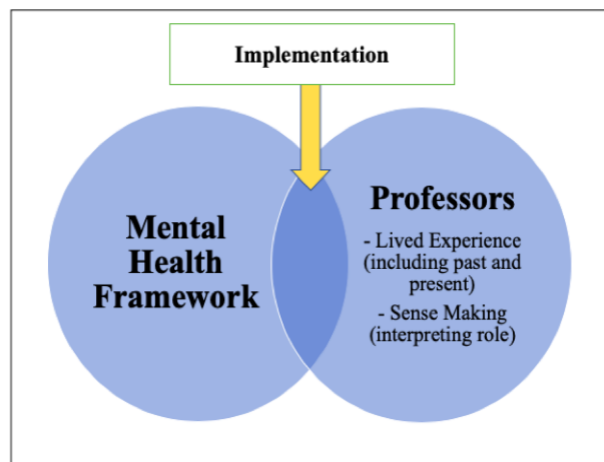 Implementation
Mental
Health
Framework
Professors
- Lived Experience
(including past and
present)
- Sense Making
(interpreting role)